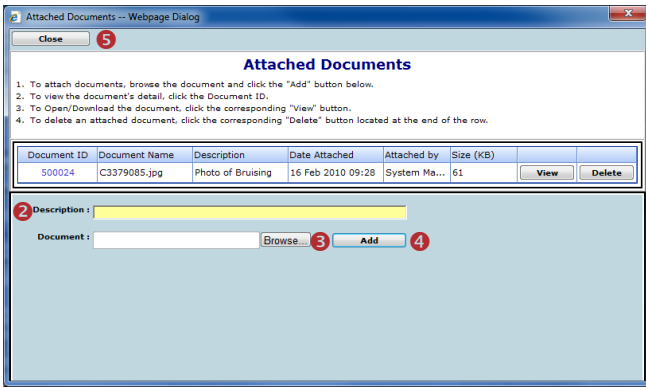 Attached Documents -- Webpage Dialog
X
Close 5
Attached Documents
1. To attach documents, browse the document and click the "Add" button below.
2. To view the document's detail, click the Document ID.
3. To Open/Download the document, click the corresponding "View" button.
4. To delete an attached document, click the corresponding "Delete" button located at the end of the row.
Document ID Document Name Description Date Attached Attached by Size (KB)
500024 C3379085.jpg Photo of Bruising 16 Feb 2010 09:28 System Ma... 61 View Delete
2 Description :
Document : Browse... 3 Add 4